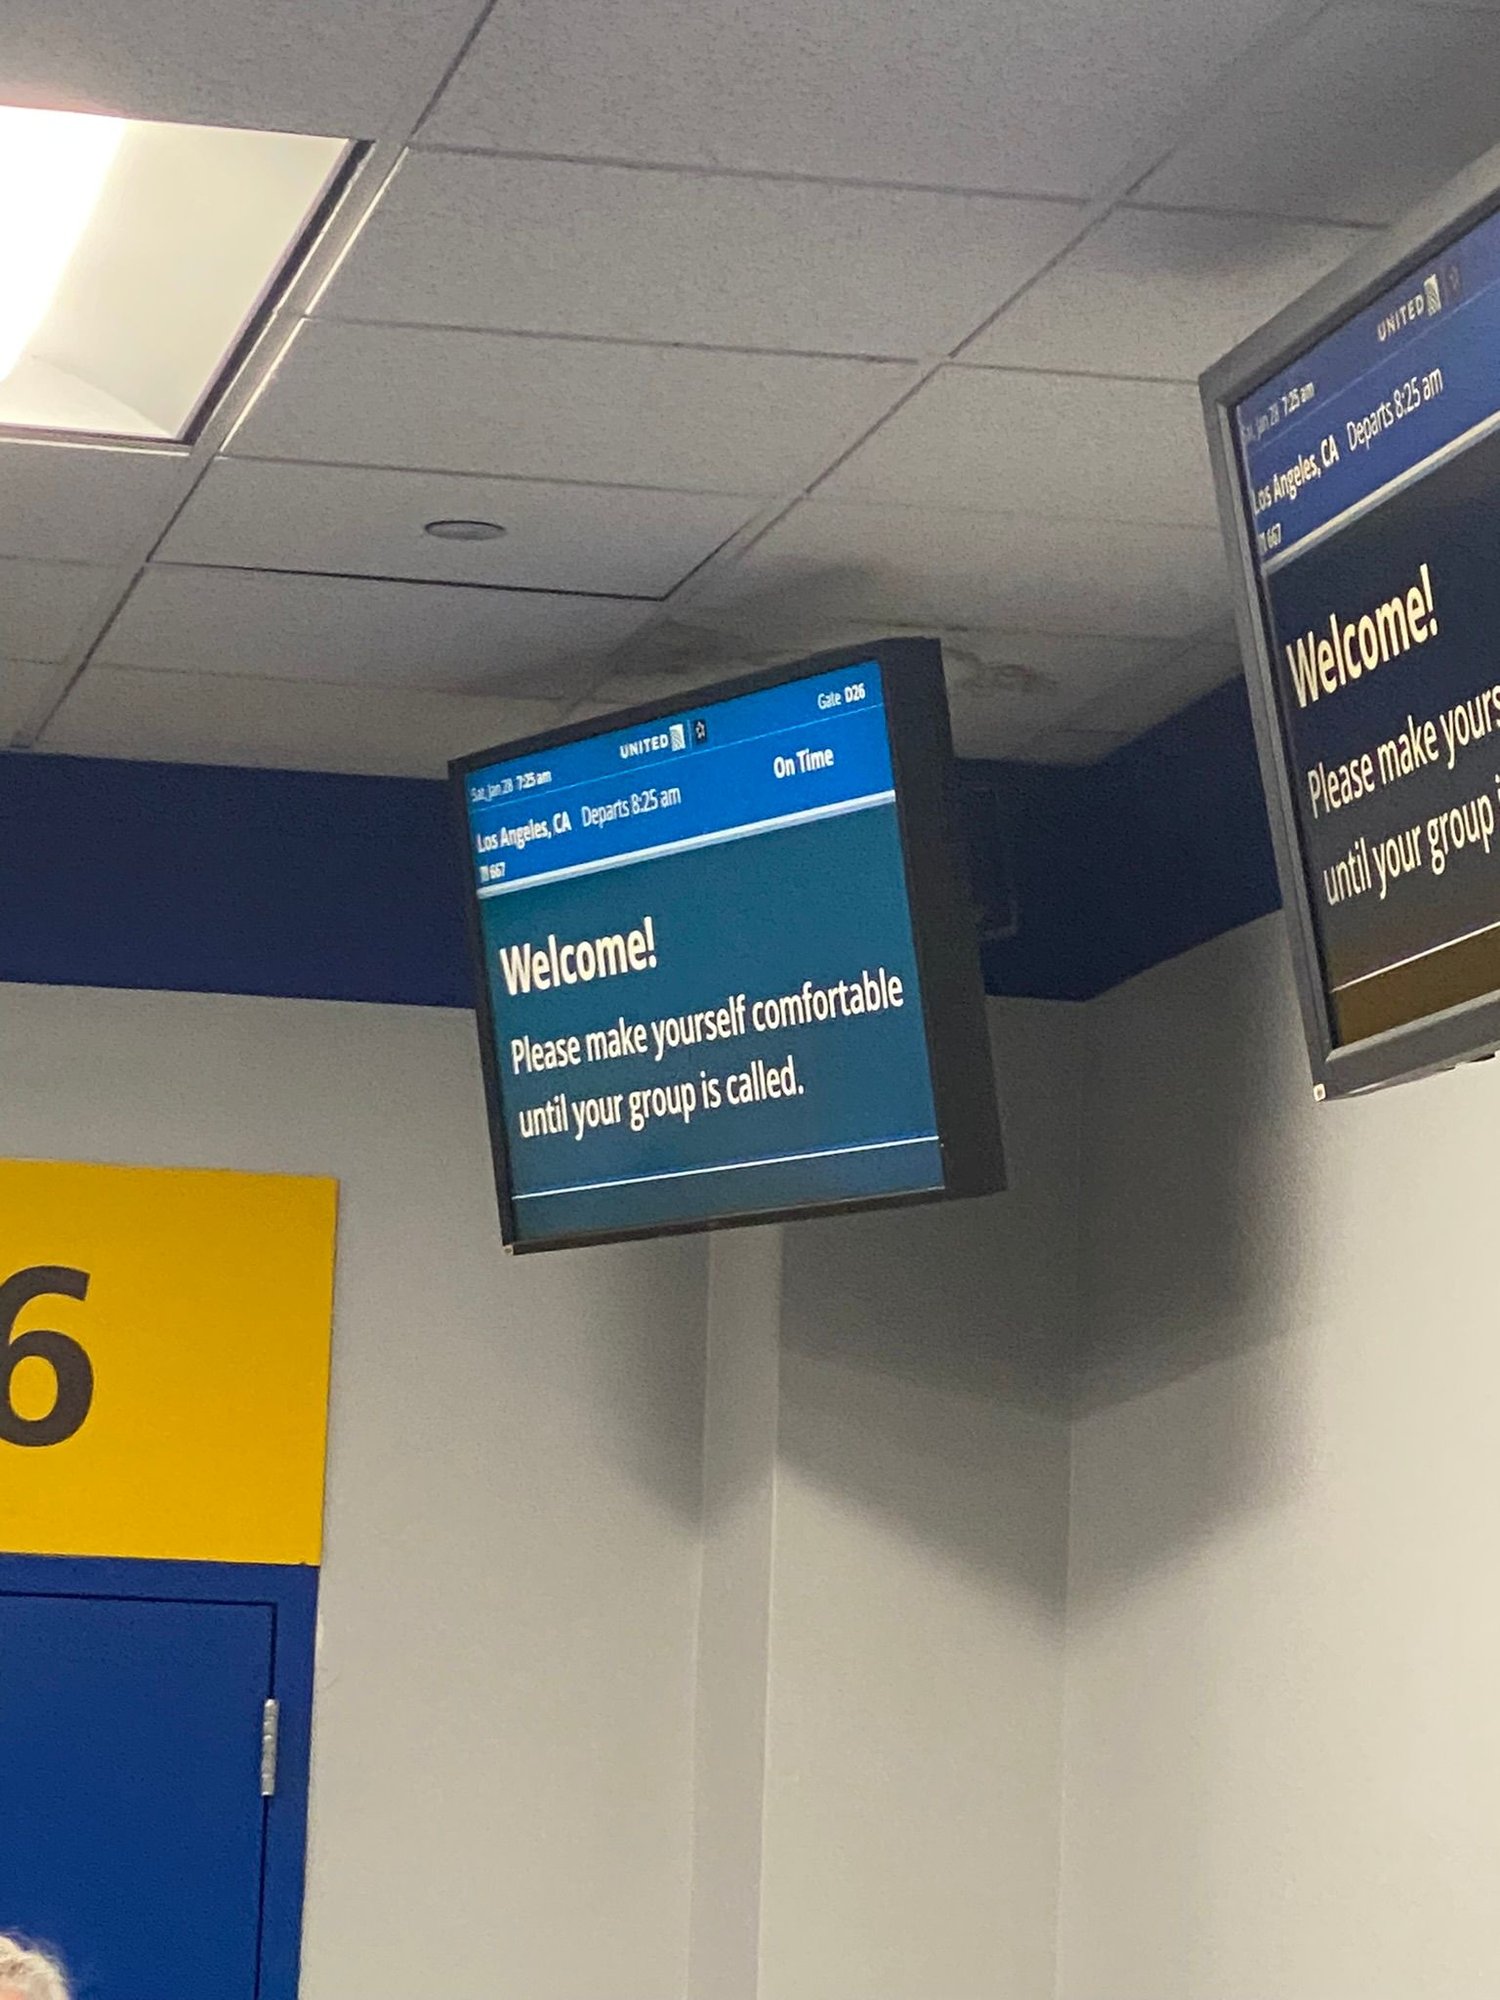 Sat, Jan 28 7:25 am
UNITED
Gate D26
Los Angeles, CA Departs 8:25 am
On Time
667
Welcome!
Please make yourself comfortable
until your group is called.
UNITED
Sat, Jan 28 7:25 am
Los Angeles, CA Departs 8:25 am
667
Welcome!
Please make yours
until your group
6